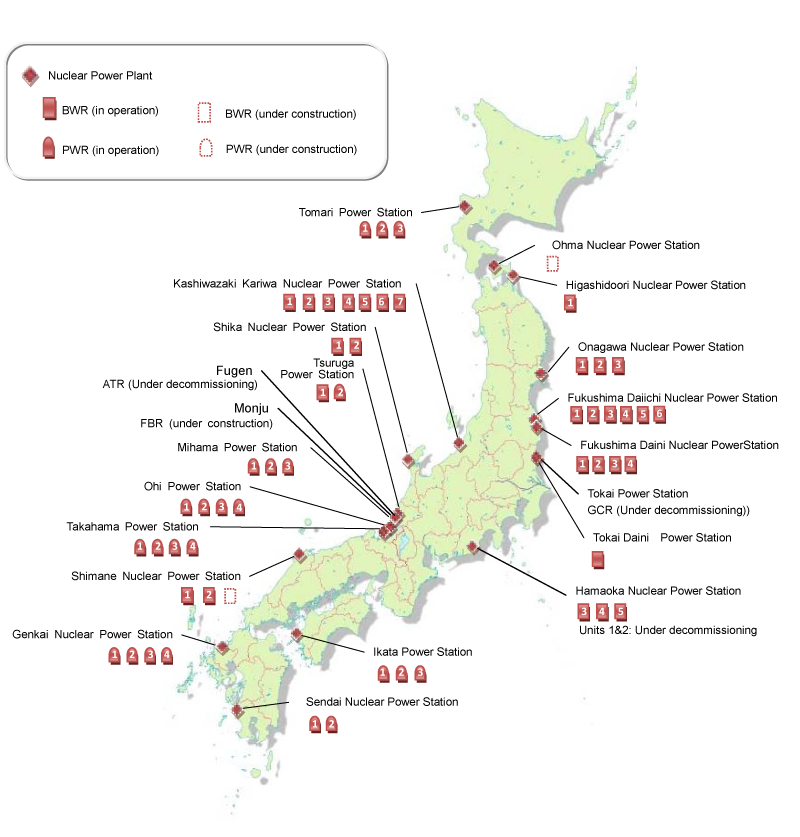 Nuclear Power Plant
BWR (in operation)
BWR (under construction)
PWR (in operation)
PWR (under construction)
Tomari Power Station
1 2 3
Ohma Nuclear Power Station
Higashidoori Nuclear Power Station
1
Kashiwazaki Kariwa Nuclear Power Station
1 2 3 4 5 6 7
Shika Nuclear Power Station
1 2
Tsuruga
Power Station
1 2
Fugen
ATR (Under decommissioning)
Monju
FBR (under construction)
Mihama Power Station
1 2 3
Ohi Power Station
1 2 3 4
Takahama Power Station
1 2 3 4
Shimane Nuclear Power Station
1 2
Genkai Nuclear Power Station
1 2 3 4
Onagawa Nuclear Power Station
1 2 3
Fukushima Daiichi Nuclear Power Station
1 2 3 4 5 6
Fukushima Daini Nuclear PowerStation
1 2 3 4
Tokai Power Station
GCR (Under decommissioning))
Tokai Daini Power Station
Hamaoka Nuclear Power Station
3 4 5
Units 1&2: Under decommissioning
Ikata Power Station
1 2 3
Sendai Nuclear Power Station
1 2